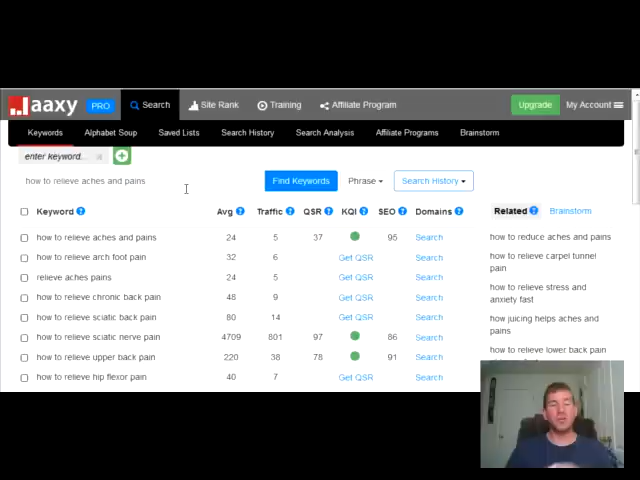 Jaaxy PRO Search Site Rank Training Affiliate Program Upgrade My Account
Keywords Alphabet Soup Saved Lists Search History Search Analysis Affiliate Programs Brainstorm
enter keyword...
how to relieve aches and pains Find Keywords Phrase Search History
Keyword Avg Traffic QSR KQI SEO Domains Related Brainstorm
how to relieve aches and pains 24 5 37 95 Search
how to relieve arch foot pain 32 6 Get QSR Search
relieve aches pains 24 5 Get QSR Search
how to relieve chronic back pain 48 9 Get QSR Search
how to relieve sciatic back pain 80 14 Get QSR Search
how to relieve sciatic nerve pain 4709 801 97 86 Search
how to relieve upper back pain 220 38 78 91 Search
how to relieve hip flexor pain 40 7 Get QSR Search
how to reduce aches and pains
how to relieve carpel tunnel
pain
how to relieve stress and
anxiety fast
how juicing helps aches and
pains
how to relieve lower back pain